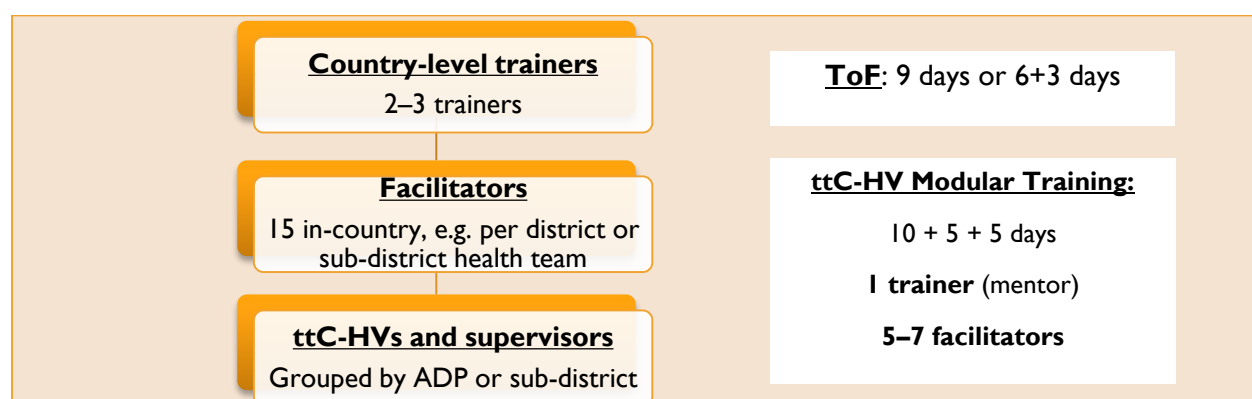 Country-level trainers
2–3 trainers
Facilitators
15 in-country, e.g. per district or
sub-district health team
ttC-HVs and supervisors
Grouped by ADP or sub-district
ToF: 9 days or 6+3 days
ttC-HV Modular Training:
10 + 5 + 5 days
1 trainer (mentor)
5–7 facilitators